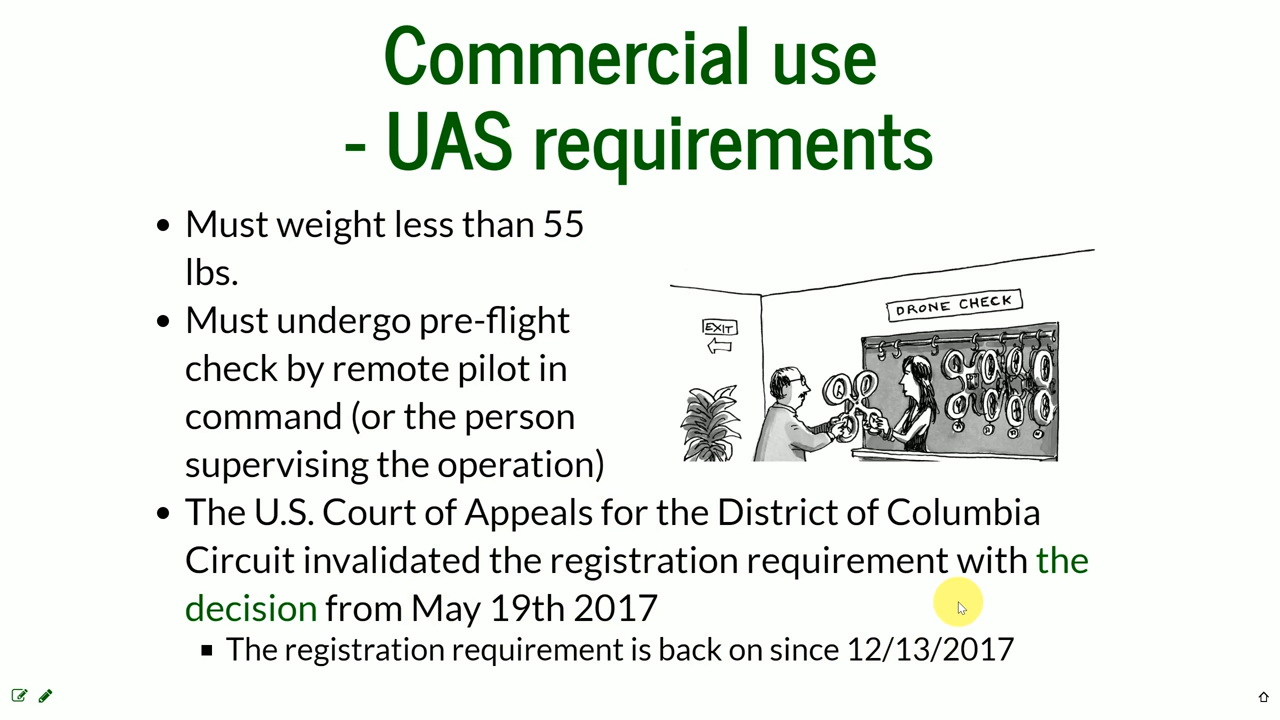 Commercial use
- UAS requirements
• Must weight less than 55
lbs.
• Must undergo pre-flight
check by remote pilot in
command (or the person
supervising the operation)
DRONE CHECK
EXIT
• The U.S. Court of Appeals for the District of Columbia
Circuit invalidated the registration requirement with the
decision from May 19th 2017
▪ The registration requirement is back on since 12/13/2017